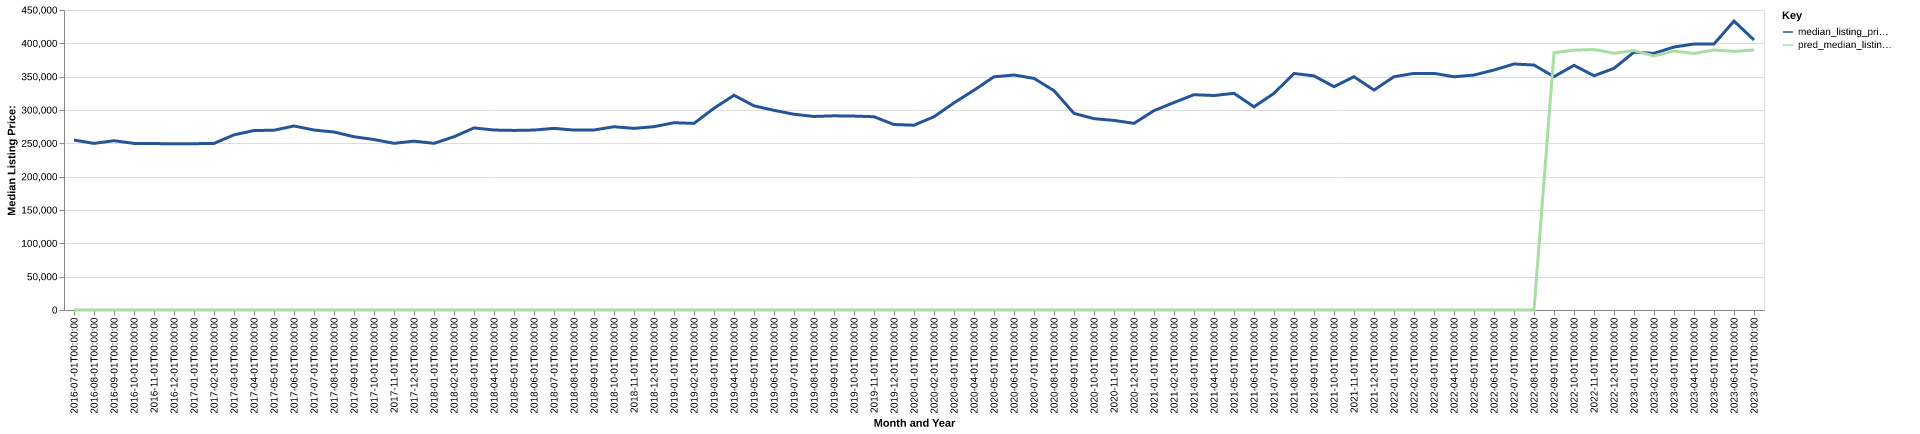 450,000
400,000
350,000
300,000
250,000
200,000
150,000
100,000
50,000
0
Median Listing Price:
2016-07-01T00:00:00
2016-08-01T00:00:00
2016-09-01T00:00:00
2016-10-01T00:00:00
2016-11-01T00:00:00
2016-12-01T00:00:00
2017-01-01T00:00:00
2017-02-01T00:00:00
2017-03-01T00:00:00
2017-04-01T00:00:00
2017-05-01T00:00:00
2017-06-01T00:00:00
2017-07-01T00:00:00
2017-08-01T00:00:00
2017-09-01T00:00:00
2017-10-01T00:00:00
2017-11-01T00:00:00
2017-12-01T00:00:00
2018-01-01T00:00:00
2018-02-01T00:00:00
2018-03-01T00:00:00
2018-04-01T00:00:00
2018-05-01T00:00:00
2018-06-01T00:00:00
2018-07-01T00:00:00
2018-08-01T00:00:00
2018-09-01T00:00:00
2018-10-01T00:00:00
2018-11-01T00:00:00
2018-12-01T00:00:00
2019-01-01T00:00:00
2019-02-01T00:00:00
2019-03-01T00:00:00
2019-04-01T00:00:00
2019-05-01T00:00:00
2019-06-01T00:00:00
2019-07-01T00:00:00
2019-08-01T00:00:00
2019-09-01T00:00:00
2019-10-01T00:00:00
2019-11-01T00:00:00
2019-12-01T00:00:00
2020-01-01T00:00:00
2020-02-01T00:00:00
2020-03-01T00:00:00
2020-04-01T00:00:00
2020-05-01T00:00:00
2020-06-01T00:00:00
2020-07-01T00:00:00
2020-08-01T00:00:00
2020-09-01T00:00:00
2020-10-01T00:00:00
2020-11-01T00:00:00
2020-12-01T00:00:00
2021-01-01T00:00:00
2021-02-01T00:00:00
2021-03-01T00:00:00
2021-04-01T00:00:00
2021-05-01T00:00:00
2021-06-01T00:00:00
2021-07-01T00:00:00
2021-08-01T00:00:00
2021-09-01T00:00:00
2021-10-01T00:00:00
2021-11-01T00:00:00
2021-12-01T00:00:00
2022-01-01T00:00:00
2022-02-01T00:00:00
2022-03-01T00:00:00
2022-04-01T00:00:00
2022-05-01T00:00:00
2022-06-01T00:00:00
2022-07-01T00:00:00
2022-08-01T00:00:00
2022-09-01T00:00:00
2022-10-01T00:00:00
2022-11-01T00:00:00
2022-12-01T00:00:00
2023-01-01T00:00:00
2023-02-01T00:00:00
2023-03-01T00:00:00
2023-04-01T00:00:00
2023-05-01T00:00:00
2023-06-01T00:00:00
2023-07-01T00:00:00
Month and Year
Key
median_listing_pri…
pred_median_listin…